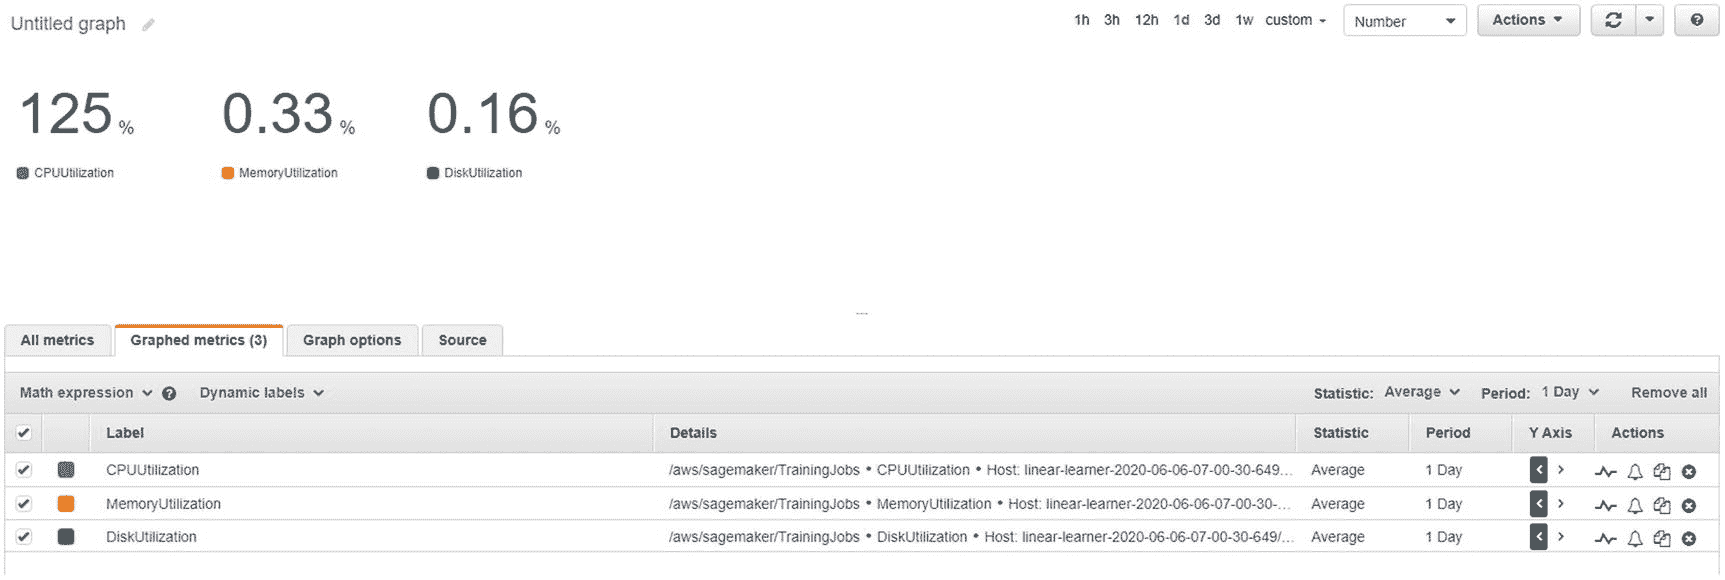 Untitled graph
1h 3h 12h 1d 3d 1w custom Number Actions
125 % 0.33 % 0.16 %
CPUUtilization MemoryUtilization DiskUtilization
All metrics Graphed metrics (3) Graph options Source
Math expression Dynamic labels Statistic: Average Period: 1 Day Remove all
Label Details Statistic Period Y Axis Actions
CPUUtilization /aws/sagemaker/TrainingJobs • CPUUtilization • Host: linear-learner-2020-06-06-07-00-30-649... Average 1 Day
MemoryUtilization /aws/sagemaker/TrainingJobs • MemoryUtilization • Host: linear-learner-2020-06-06-07-00-30-... Average 1 Day
DiskUtilization /aws/sagemaker/TrainingJobs • DiskUtilization • Host: linear-learner-2020-06-06-07-00-30-649/... Average 1 Day